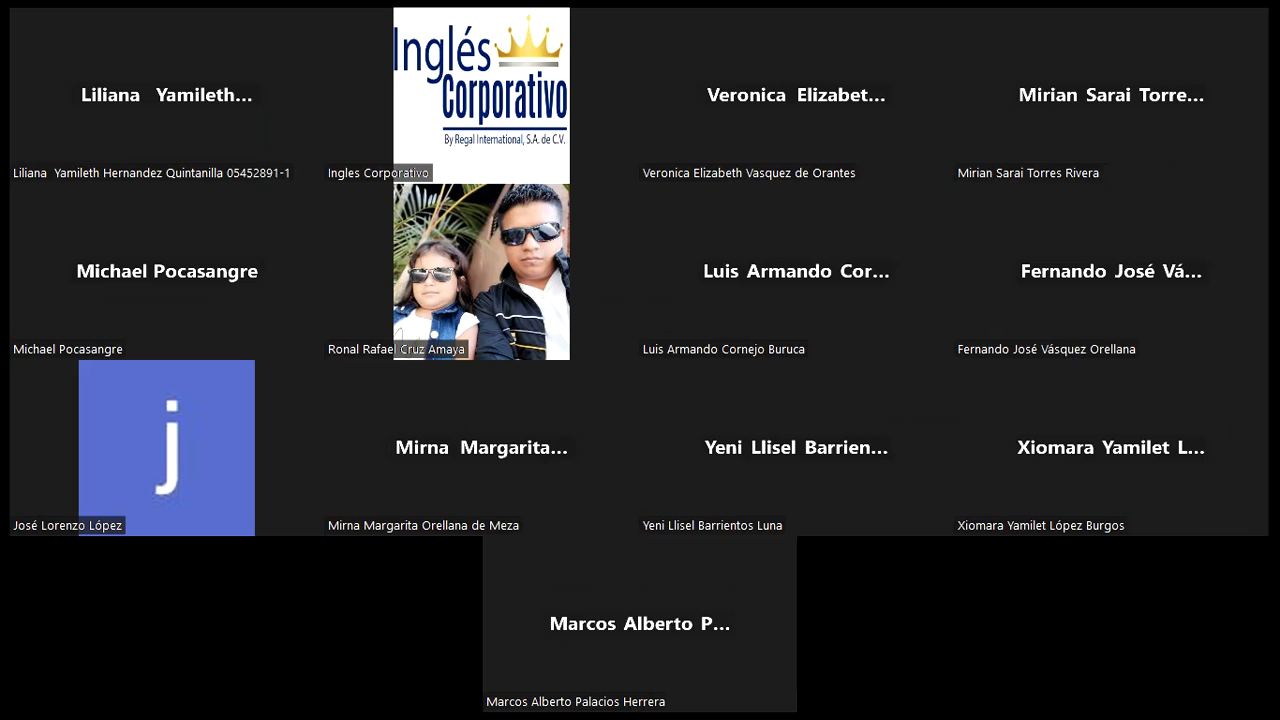 Liliana Yamileth...
Liliana Yamileth Hernandez Quintanilla 05452891-1
Inglés
Corporativo
By Regal International, S.A. de C.V.
Ingles Corporativo
Veronica Elizabet...
Veronica Elizabeth Vasquez de Orantes
Mirian Sarai Torre...
Mirian Sarai Torres Rivera
Michael Pocasangre
Michael Pocasangre
Ronal Rafael Cruz Amaya
Luis Armando Cor...
Luis Armando Cornejo Buruca
Fernando José Vá...
Fernando José Vásquez Orellana
j
José Lorenzo López
Mirna Margarita...
Mirna Margarita Orellana de Meza
Yeni Llisel Barrien...
Yeni Llisel Barrientos Luna
Xiomara Yamilet L...
Xiomara Yamilet López Burgos
Marcos Alberto P...
Marcos Alberto Palacios Herrera